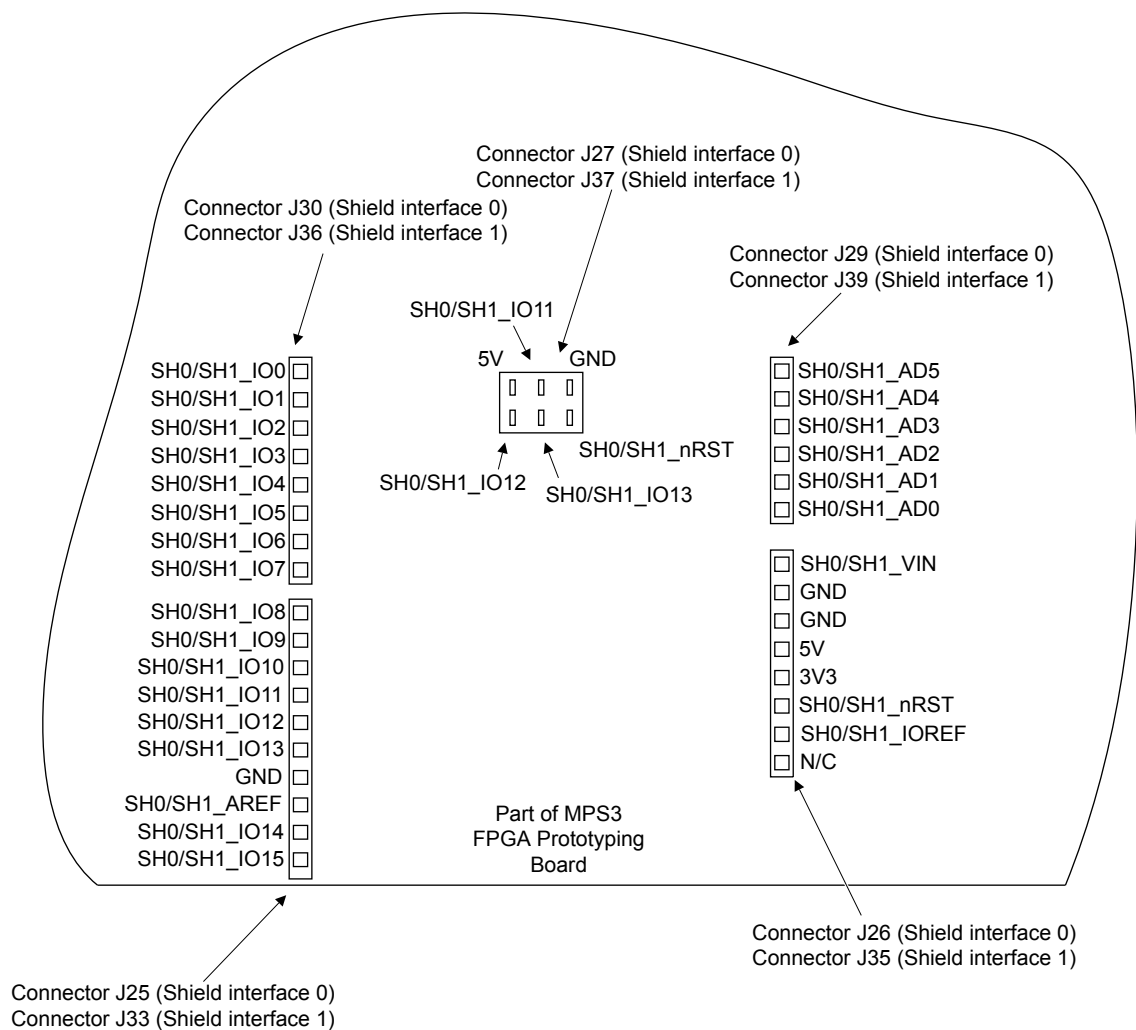 Connector J27 (Shield interface 0)
Connector J37 (Shield interface 1)
Connector J30 (Shield interface 0)
Connector J36 (Shield interface 1)
Connector J29 (Shield interface 0)
Connector J39 (Shield interface 1)
SH0/SH1_IO11
5V
GND
SH0/SH1_nRST
SH0/SH1_IO12
SH0/SH1_IO13
SH0/SH1_IO0
SH0/SH1_IO1
SH0/SH1_IO2
SH0/SH1_IO3
SH0/SH1_IO4
SH0/SH1_IO5
SH0/SH1_IO6
SH0/SH1_IO7
SH0/SH1_IO8
SH0/SH1_IO9
SH0/SH1_IO10
SH0/SH1_IO11
SH0/SH1_IO12
SH0/SH1_IO13
GND
SH0/SH1_AREF
SH0/SH1_IO14
SH0/SH1_IO15
SH0/SH1_AD5
SH0/SH1_AD4
SH0/SH1_AD3
SH0/SH1_AD2
SH0/SH1_AD1
SH0/SH1_AD0
SH0/SH1_VIN
GND
GND
5V
3V3
SH0/SH1_nRST
SH0/SH1_IOREF
N/C
Part of MPS3
FPGA Prototyping
Board
Connector J26 (Shield interface 0)
Connector J35 (Shield interface 1)
Connector J25 (Shield interface 0)
Connector J33 (Shield interface 1)